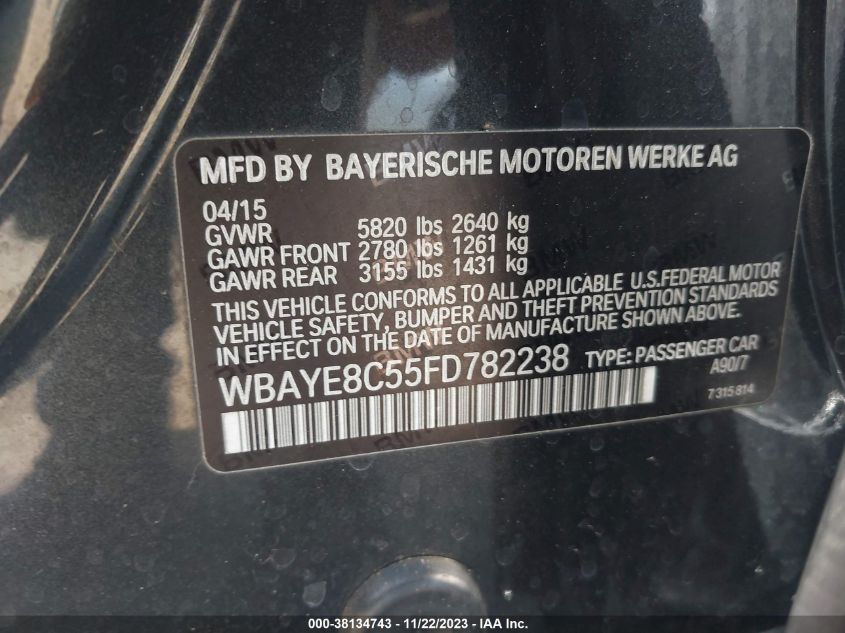 MFD BY BAYERISCHE MOTOREN WERKE AG
04/15
GVWR 5820 lbs 2640 kg
GAWR FRONT 2780 lbs 1261 kg
GAWR REAR 3155 lbs 1431 kg
THIS VEHICLE CONFORMS TO ALL APPLICABLE U.S.FEDERAL MOTOR
VEHICLE SAFETY, BUMPER AND THEFT PREVENTION STANDARDS
IN EFFECT ON THE DATE OF MANUFACTURE SHOWN ABOVE.
WBAYE8C55FD782238 TYPE: PASSENGER CAR
A90/7
7315814
000-38134743 - 11/22/2023 - IAA Inc.